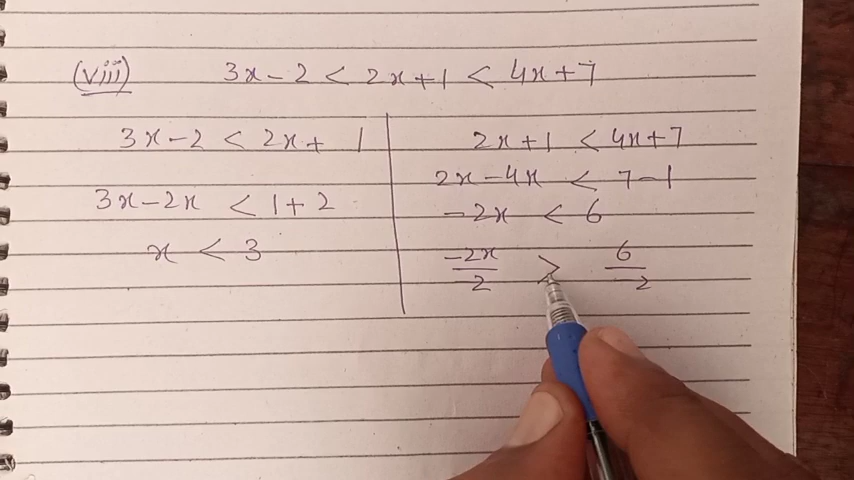 (viii) 3x-2 < 2x+1 < 4x+7
3x-2 < 2x+ 1
3x-2x < 1+2
x < 3
2x+1 < 4x+7
2x-4x < 7-1
-2x < 6
-2x/-2 > 6/-2